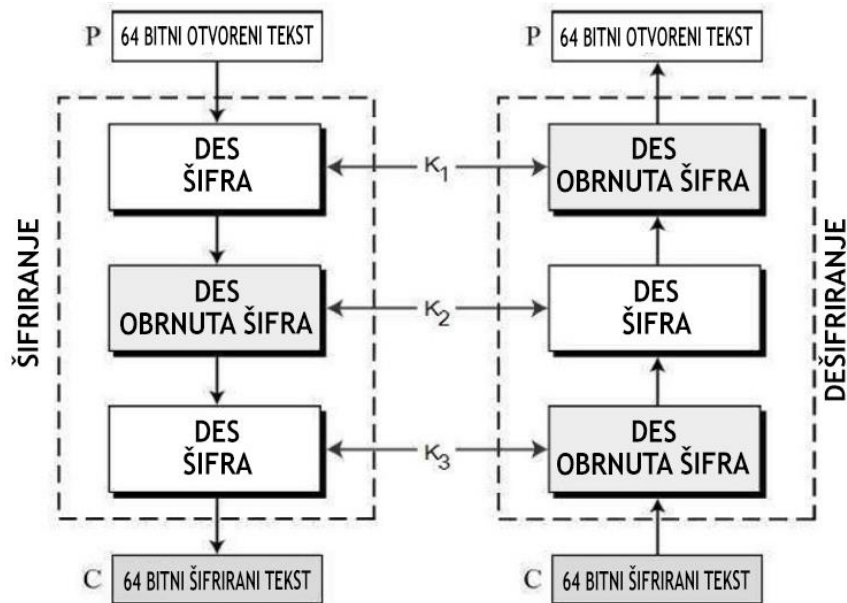 P 64 BITNI OTVORENI TEKST
P 64 BITNI OTVORENI TEKST
ŠIFRIRANJE
DES
ŠIFRA
K1
DES
OBRNUTA ŠIFRA
DES
OBRNUTA ŠIFRA
K2
DES
ŠIFRA
DES
ŠIFRA
K3
DES
OBRNUTA ŠIFRA
DEŠIFRIRANJE
C 64 BITNI ŠIFRIRANI TEKST
C 64 BITNI ŠIFRIRANI TEKST